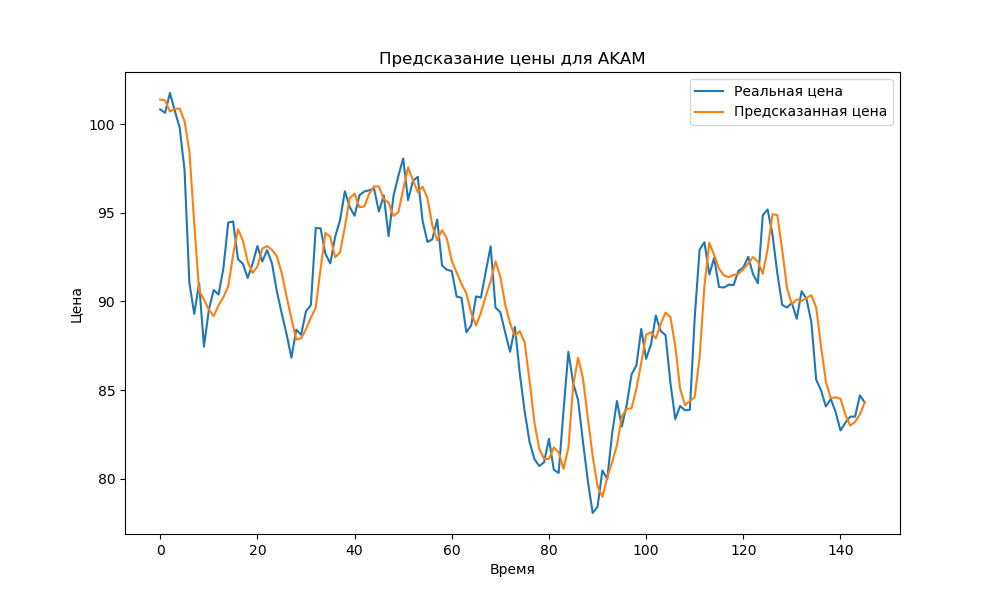 Предсказание цены для AKAM
Реальная цена
Предсказанная цена
Цена
100
95
90
85
80
0 20 40 60 80 100 120 140
Время